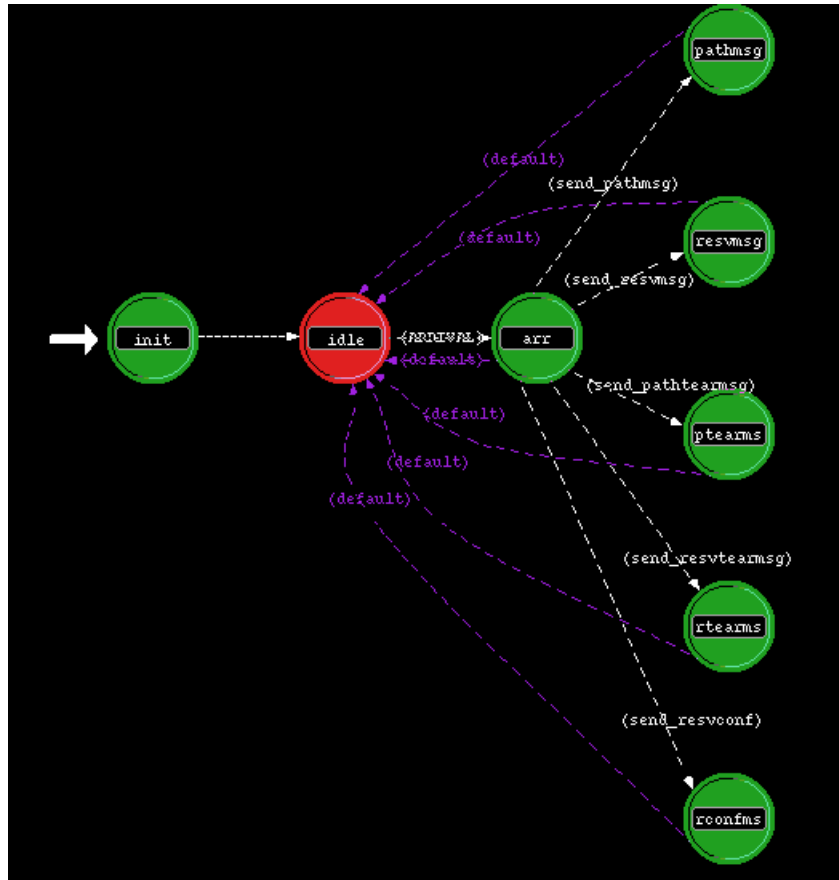 pathmsg
(default)
(send_pathmsg)
resvmsg
(default)
(send_resvmsg)
init
idle
(ARRIVAL)
arr
(default)
(send_pathtearmsg)
(default)
ptearms
(default)
(default)
(send_resvtearmsg)
rtearms
(send_resvconf)
rconfms